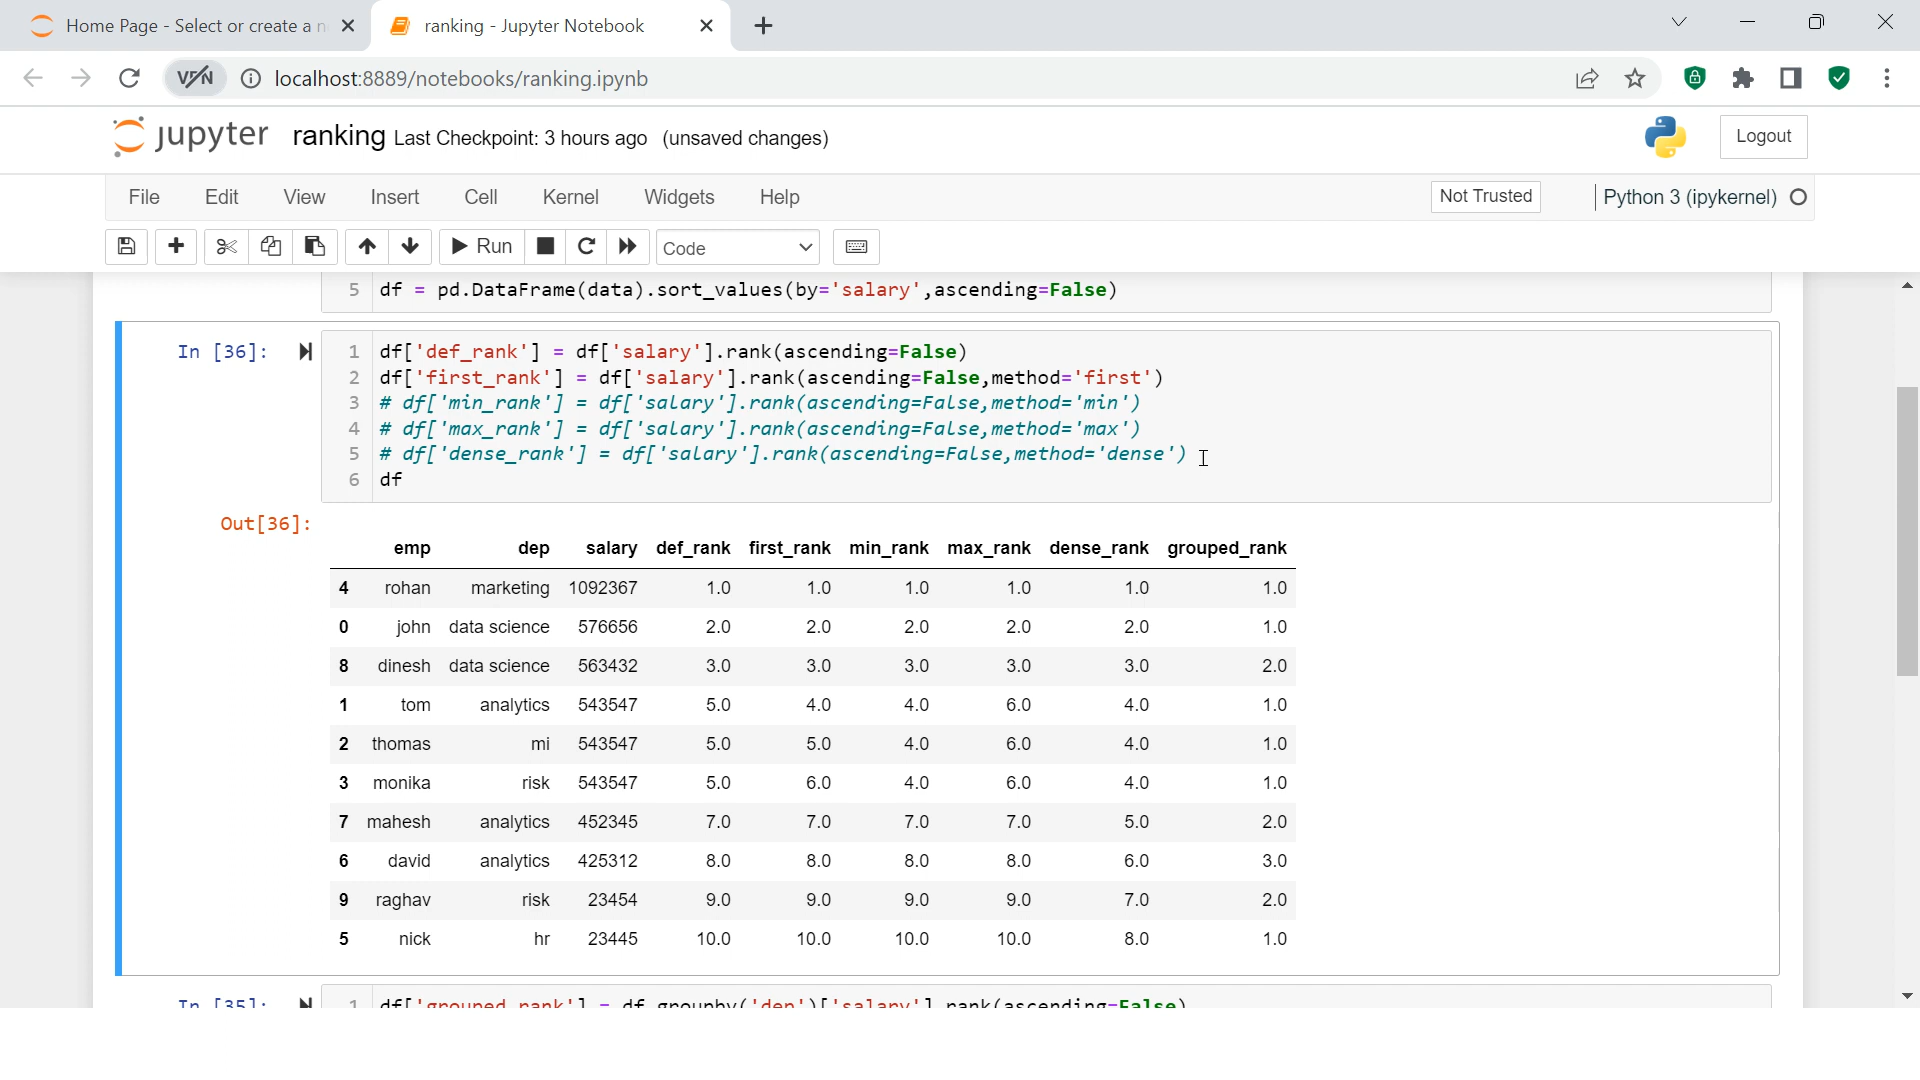 Home Page - Select or create a n
ranking - Jupyter Notebook
VPN
localhost:8889/notebooks/ranking.ipynb
jupyter ranking Last Checkpoint: 3 hours ago (unsaved changes)
Logout
File Edit View Insert Cell Kernel Widgets Help
Not Trusted
Python 3 (ipykernel)
Run
Code
5 df = pd.DataFrame(data).sort_values(by='salary',ascending=False)
In [36]:
1 df['def_rank'] = df['salary'].rank(ascending=False)
2 df['first_rank'] = df['salary'].rank(ascending=False,method='first')
3 # df['min_rank'] = df['salary'].rank(ascending=False,method='min')
4 # df['max_rank'] = df['salary'].rank(ascending=False,method='max')
5 # df['dense_rank'] = df['salary'].rank(ascending=False,method='dense')
6 df
Out[36]:
emp dep salary def_rank first_rank min_rank max_rank dense_rank grouped_rank
4 rohan marketing 1092367 1.0 1.0 1.0 1.0 1.0 1.0
0 john data science 576656 2.0 2.0 2.0 2.0 2.0 1.0
8 dinesh data science 563432 3.0 3.0 3.0 3.0 3.0 2.0
1 tom analytics 543547 5.0 4.0 4.0 6.0 4.0 1.0
2 thomas mi 543547 5.0 5.0 4.0 6.0 4.0 1.0
3 monika risk 543547 5.0 6.0 4.0 6.0 4.0 1.0
7 mahesh analytics 452345 7.0 7.0 7.0 7.0 5.0 2.0
6 david analytics 425312 8.0 8.0 8.0 8.0 6.0 3.0
9 raghav risk 23454 9.0 9.0 9.0 9.0 7.0 2.0
5 nick hr 23445 10.0 10.0 10.0 10.0 8.0 1.0
In [35]:
1 df['grouped_rank'] = df.groupby('dep')['salary'].rank(ascending=False)